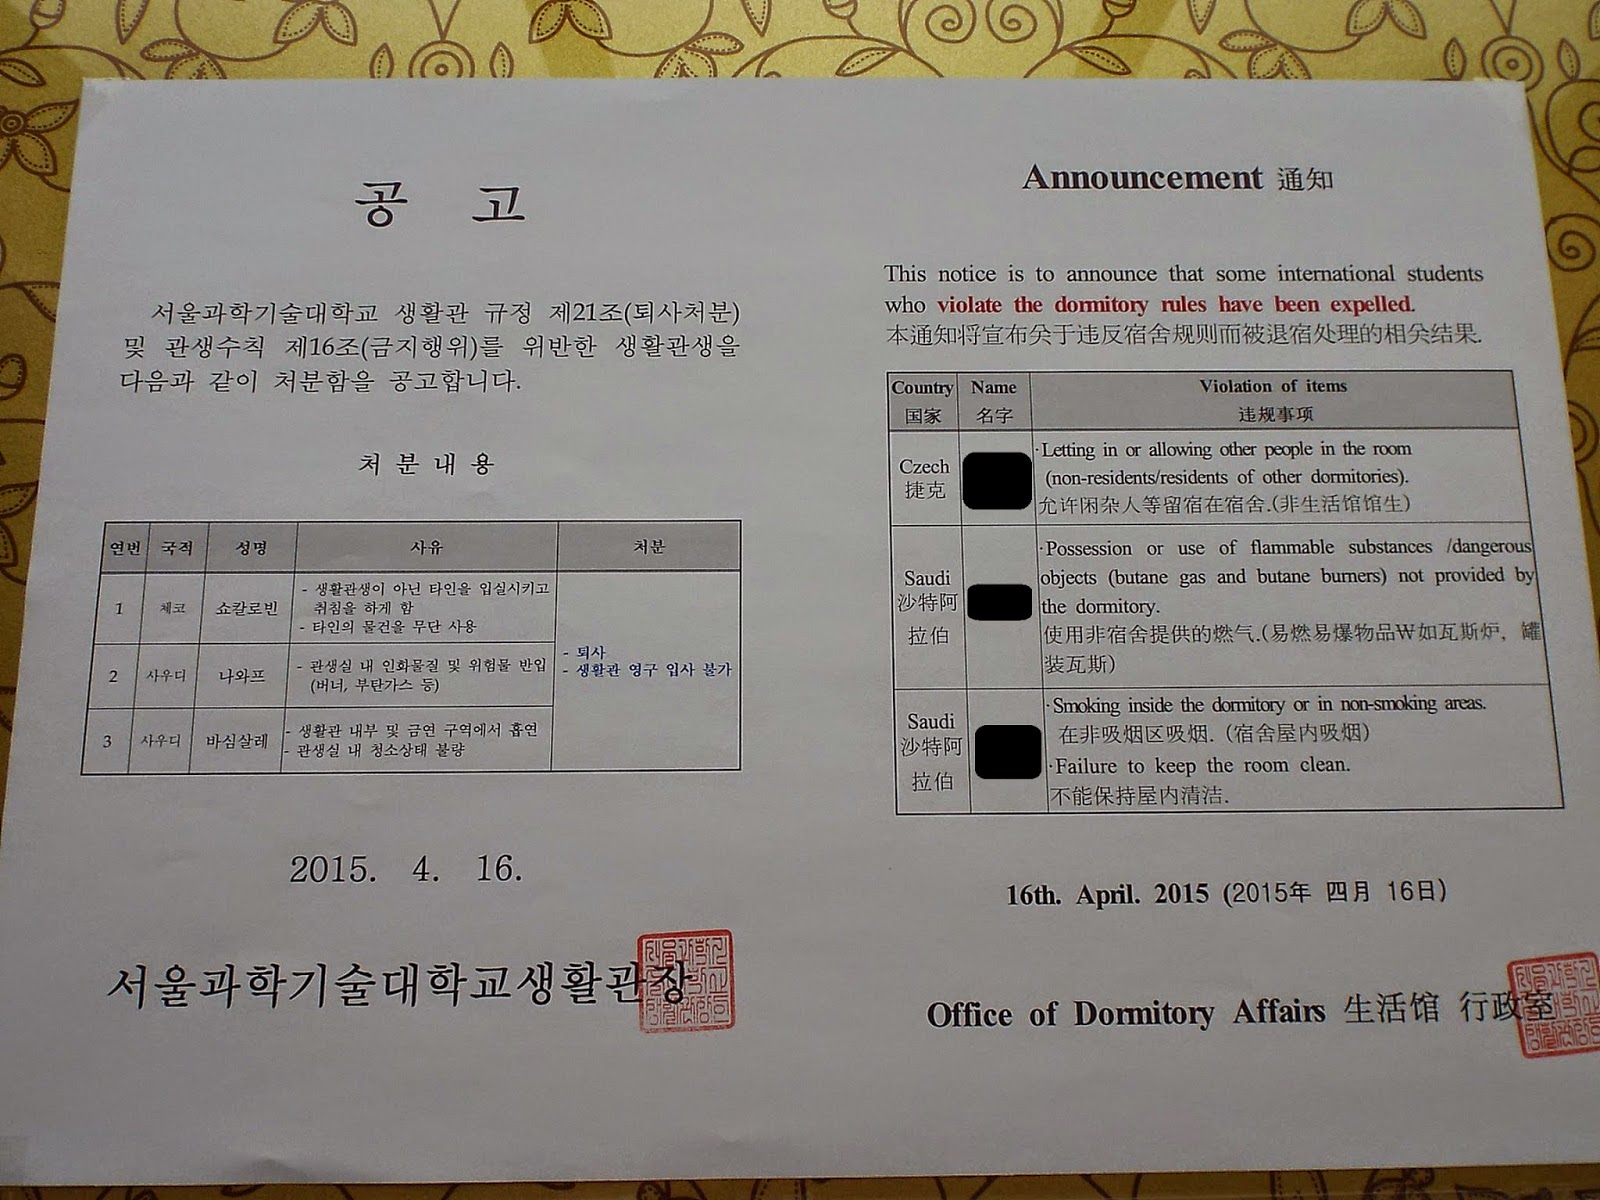 공 고
서울과학기술대학교 생활관 규정 제21조(퇴사처분)
및 관생수칙 제16조(금지행위)를 위반한 생활관생을
다음과 같이 처분함을 공고합니다.
처 분 내 용
연번 국적 성명 사유 처분
1 체코 쇼칼로빈
- 생활관생이 아닌 타인을 입실시키고
취침을 하게 함
- 타인의 물건을 무단 사용
2 사우디 나와프
- 관생실 내 인화물질 및 위험물 반입
(버너, 부탄가스 등)
3 사우디 바심살레
- 생활관 내부 및 금연 구역에서 흡연
- 관생실 내 청소상태 불량
- 퇴사
- 생활관 영구 입사 불가
2015. 4. 16.
서울과학기술대학교생활관장
Announcement 通知
This notice is to announce that some international students
who violate the dormitory rules have been expelled.
本通知将宣布关于违反宿舍规则而被退宿处理的相关结果.
Country Name Violation of items
国家 名字 违规事项
Czech
捷克
·Letting in or allowing other people in the room
(non-residents/residents of other dormitories).
允许闲杂人等留宿在宿舍.(非生活馆馆生)
Saudi
沙特阿
拉伯
·Possession or use of flammable substances /dangerous
objects (butane gas and butane burners) not provided by
the dormitory.
使用非宿舍提供的燃气.(易燃易爆物品₩如瓦斯炉, 罐
装瓦斯)
Saudi
沙特阿
拉伯
·Smoking inside the dormitory or in non-smoking areas.
在非吸烟区吸烟. (宿舍屋内吸烟)
·Failure to keep the room clean.
不能保持屋内清洁.
16th. April. 2015 (2015年 四月 16日)
Office of Dormitory Affairs 生活馆 行政室